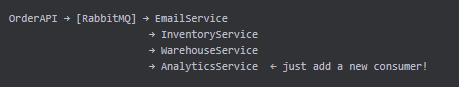 OrderAPI → [RabbitMQ] → EmailService
→ InventoryService
→ WarehouseService
→ AnalyticsService ← just add a new consumer!